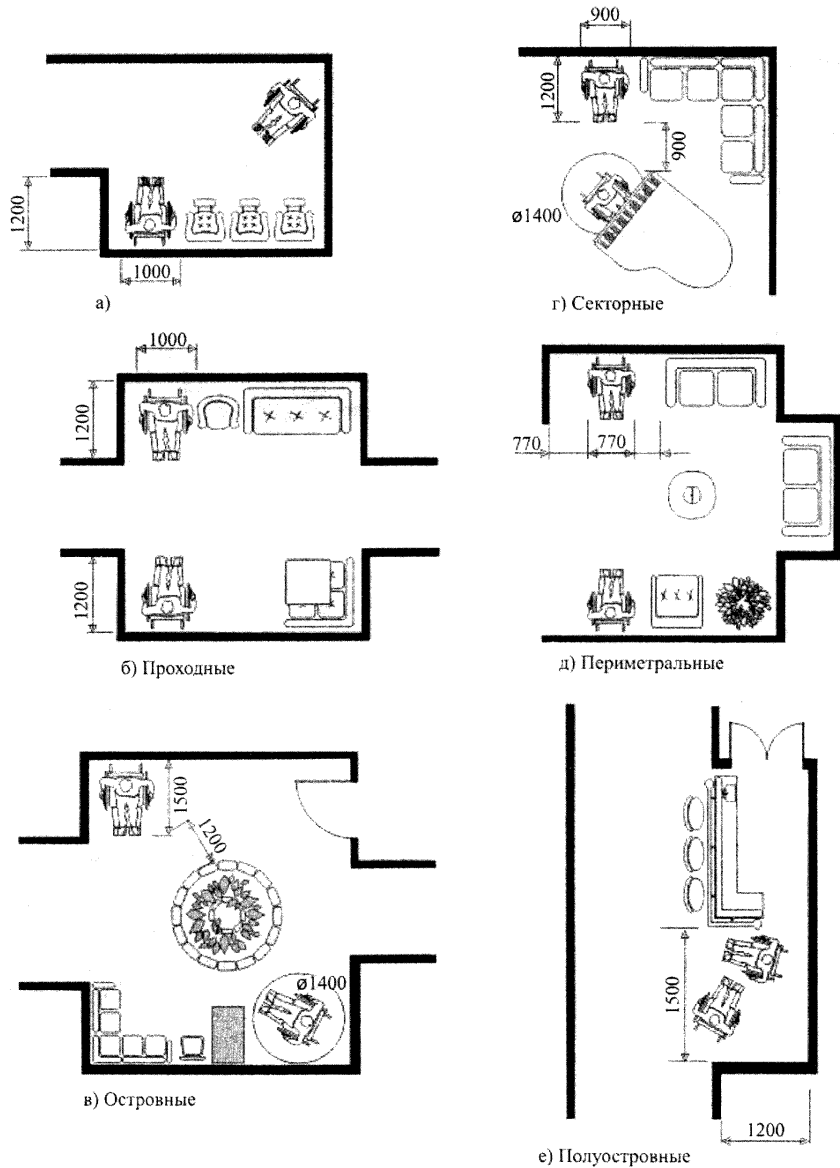 1200
1000
а)
900
1200
900
ø1400
г) Секторные
1000
1200
1200
б) Проходные
770
770
д) Периметральные
1500
1200
ø1400
в) Островные
1500
1200
е) Полуостровные